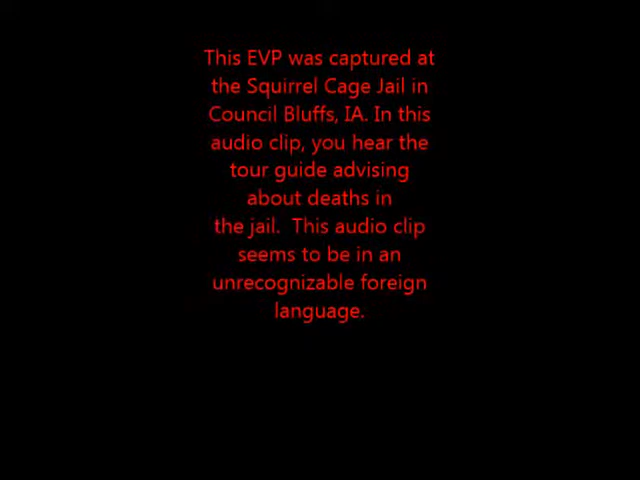 This EVP was captured at
the Squirrel Cage Jail in
Council Bluffs, IA. In this
audio clip, you hear the
tour guide advising
about deaths in
the jail.  This audio clip
seems to be in an
unrecognizable foreign
language.